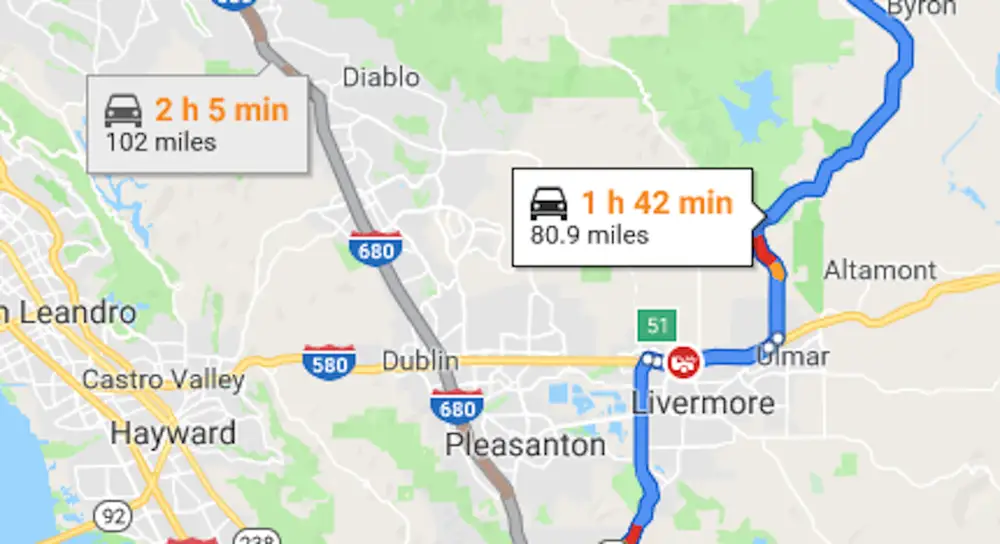 Byron
Diablo
2 h 5 min
102 miles
1 h 42 min
80.9 miles
680
Altamont
n Leandro
51
580
Dublin
Ulmar
Castro Valley
680
Livermore
Hayward
Pleasanton
92
238